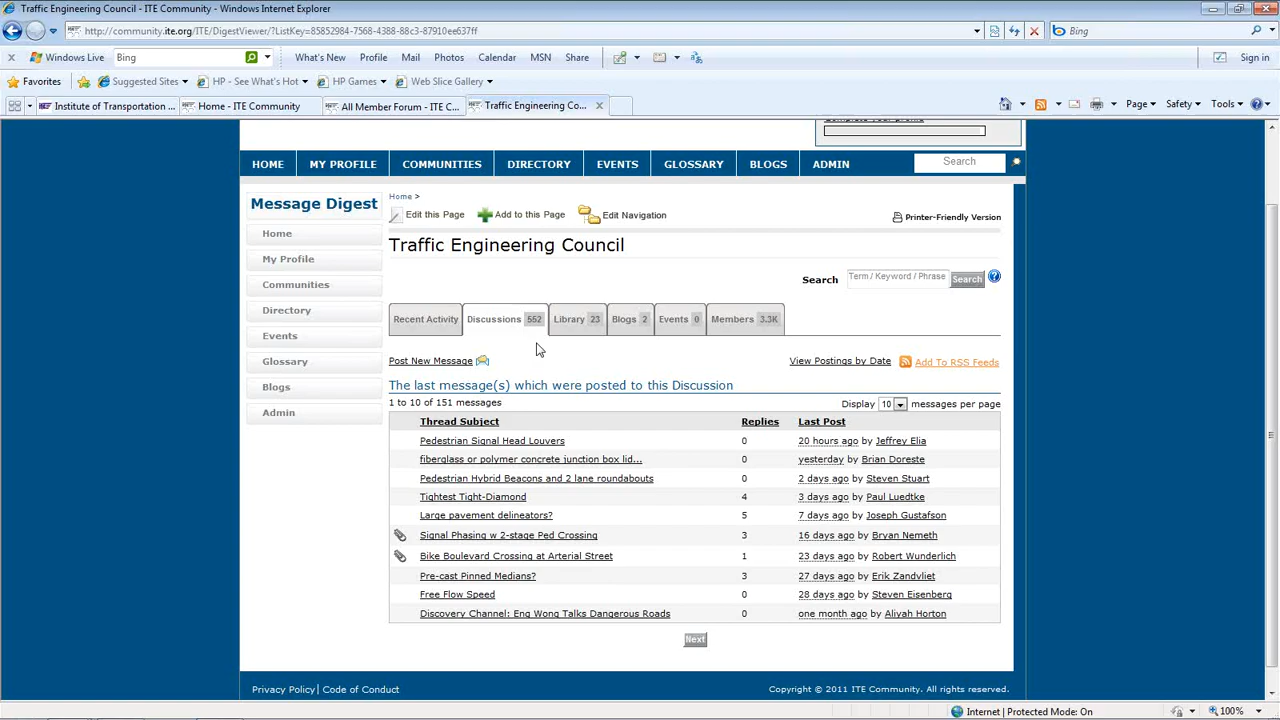 Traffic Engineering Council - ITE Community - Windows Internet Explorer
http://community.ite.org/ITE/DigestViewer/?ListKey=85852984-7568-4388-88c3-87910ee637ff
Bing
Windows Live Bing What's New Profile Mail Photos Calendar MSN Share Sign in
Favorites Suggested Sites HP - See What's Hot HP Games Web Slice Gallery
Institute of Transportation ... Home - ITE Community All Member Forum - ITE C... Traffic Engineering Co... Page Safety Tools
HOME MY PROFILE COMMUNITIES DIRECTORY EVENTS GLOSSARY BLOGS ADMIN Search
Message Digest
Home
My Profile
Communities
Directory
Events
Glossary
Blogs
Admin
Home >
Edit this Page Add to this Page Edit Navigation Printer-Friendly Version
Traffic Engineering Council
Search Term / Keyword / Phrase Search
Recent Activity Discussions 552 Library 23 Blogs 2 Events 0 Members 3.3K
Post New Message View Postings by Date Add To RSS Feeds
The last message(s) which were posted to this Discussion
1 to 10 of 151 messages Display 10 messages per page
Thread Subject Replies Last Post
Pedestrian Signal Head Louvers 0 20 hours ago by Jeffrey Elia
fiberglass or polymer concrete junction box lid... 0 yesterday by Brian Doreste
Pedestrian Hybrid Beacons and 2 lane roundabouts 0 2 days ago by Steven Stuart
Tightest Tight-Diamond 4 3 days ago by Paul Luedtke
Large pavement delineators? 5 7 days ago by Joseph Gustafson
Signal Phasing w 2-stage Ped Crossing 3 16 days ago by Bryan Nemeth
Bike Boulevard Crossing at Arterial Street 1 23 days ago by Robert Wunderlich
Pre-cast Pinned Medians? 3 27 days ago by Erik Zandvliet
Free Flow Speed 0 28 days ago by Steven Eisenberg
Discovery Channel: Eng Wong Talks Dangerous Roads 0 one month ago by Aliyah Horton
Next
Privacy Policy | Code of Conduct Copyright © 2011 ITE Community. All rights reserved.
Internet | Protected Mode: On 100%